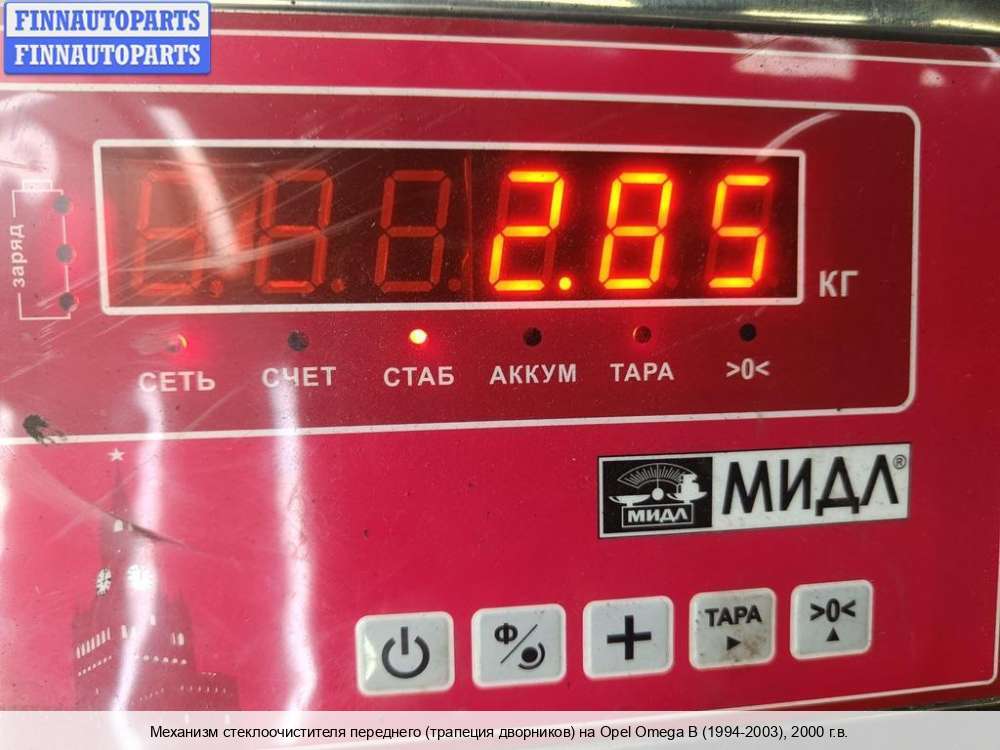 FINNAUTOPARTS
FINNAUTOPARTS
заряд
2.85
КГ
СЕТЬ СЧЕТ СТАБ АККУМ ТАРА >0<
МИДЛ МИДЛ®
Ф/ + ТАРА >0<
Механизм стеклоочистителя переднего (трапеция дворников) на Opel Omega B (1994-2003), 2000 г.в.